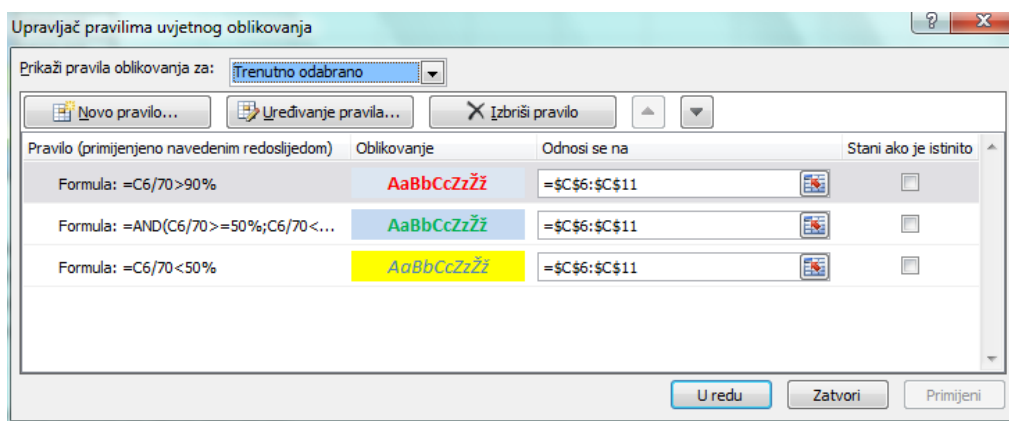 Upravljač pravilima uvjetnog oblikovanja
Prikaži pravila oblikovanja za: Trenutno odabrano
Novo pravilo... Uređivanje pravila... Izbriši pravilo
Pravilo (primijenjeno navedenim redoslijedom) Oblikovanje Odnosi se na Stani ako je istinito
Formula: =C6/70>90% AaBbCcZzŽž =$C$6:$C$11
Formula: =AND(C6/70>=50%;C6/70<... AaBbCcZzŽž =$C$6:$C$11
Formula: =C6/70<50% AaBbCcZzŽž =$C$6:$C$11
U redu Zatvori Primijeni